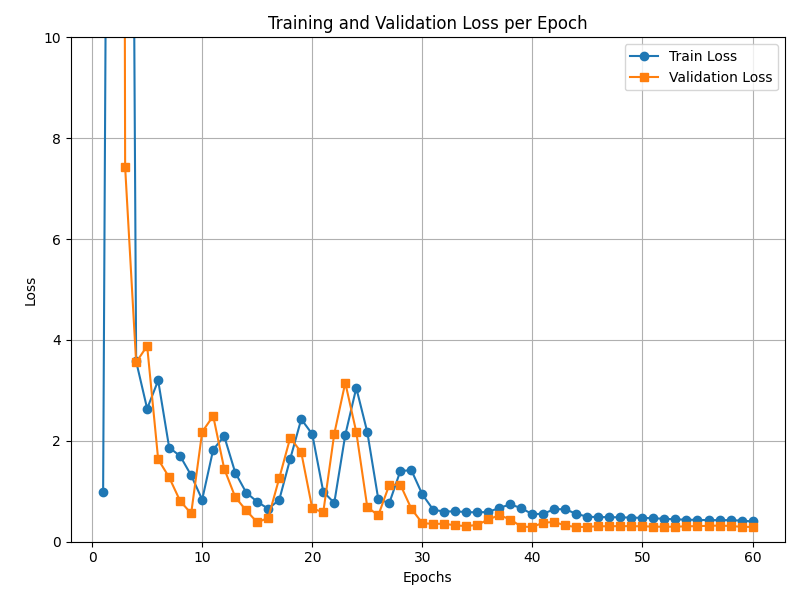 Training and Validation Loss per Epoch
Train Loss
Validation Loss
10
8
6
4
2
0
Loss
0 10 20 30 40 50 60
Epochs